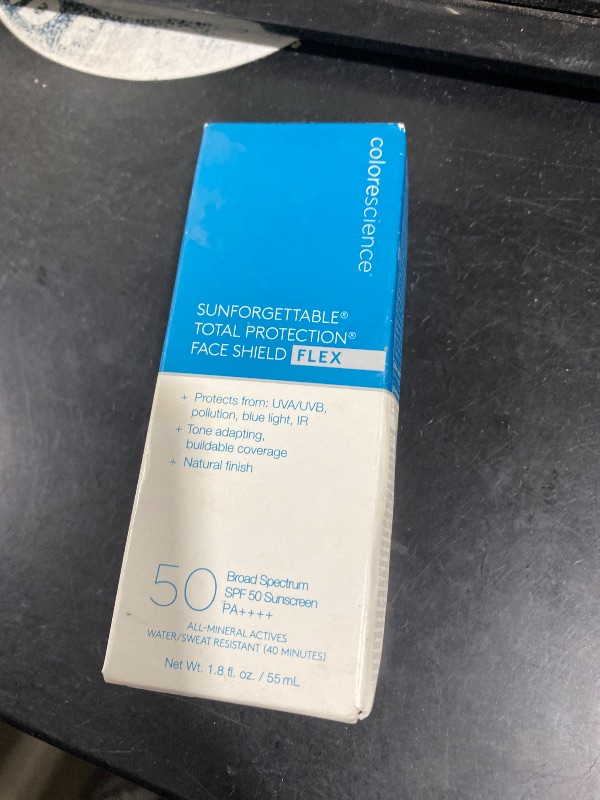 colorescience®
SUNFORGETTABLE®
TOTAL PROTECTION®
FACE SHIELD FLEX
+ Protects from: UVA/UVB,
pollution, blue light, IR
+ Tone adapting,
buildable coverage
+ Natural finish
50
Broad Spectrum
SPF 50 Sunscreen
PA++++
ALL-MINERAL ACTIVES
WATER/SWEAT RESISTANT (40 MINUTES)
Net Wt. 1.8 fl. oz. / 55 mL